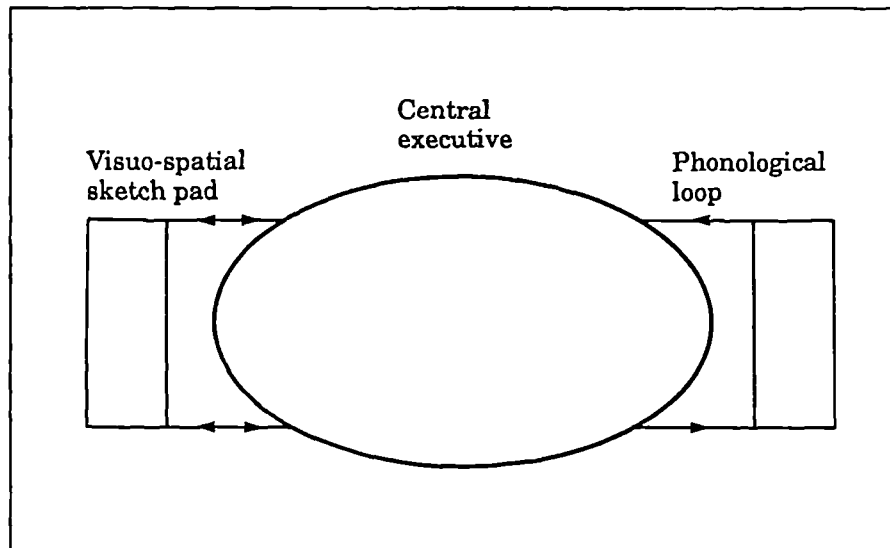 Central
executive
Visuo-spatial
sketch pad
Phonological
loop